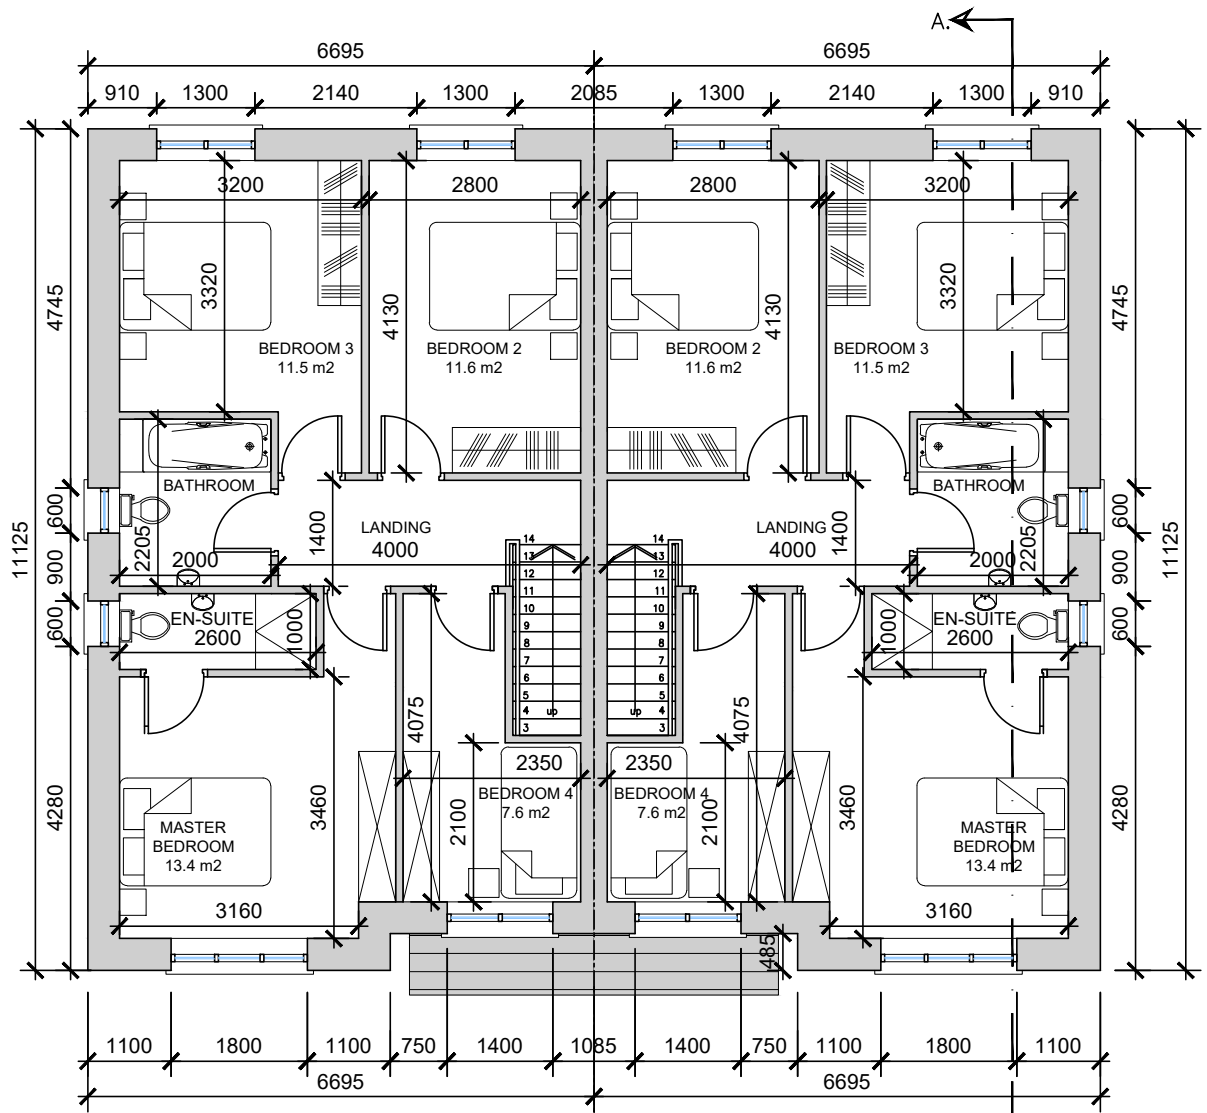 A.
6695 6695
910 1300 2140 1300 2085 1300 2140 1300 910
3200 2800 2800 3200
4745 3320 4130 4130 3320 4745
BEDROOM 3 BEDROOM 2 BEDROOM 2 BEDROOM 3
11.5 m2 11.6 m2 11.6 m2 11.5 m2
BATHROOM BATHROOM
11125 600 600 11125
LANDING LANDING
2205 1400 4000 4000 1400 2205
900 2000 2000 900
14 14
13 13
12 12
11 11
10 10
9 9
8 8
7 7
6 6
5 5
4 up up 4
3 3
600 EN-SUITE EN-SUITE 600
2600 1000 1000 2600
4075 4075
2350 2350
BEDROOM 4 BEDROOM 4
7.6 m2 7.6 m2
4280 3460 2100 2100 3460 4280
MASTER MASTER
BEDROOM BEDROOM
13.4 m2 13.4 m2
3160 3160
485
1100 1800 1100 750 1400 1085 1400 750 1100 1800 1100
6695 6695